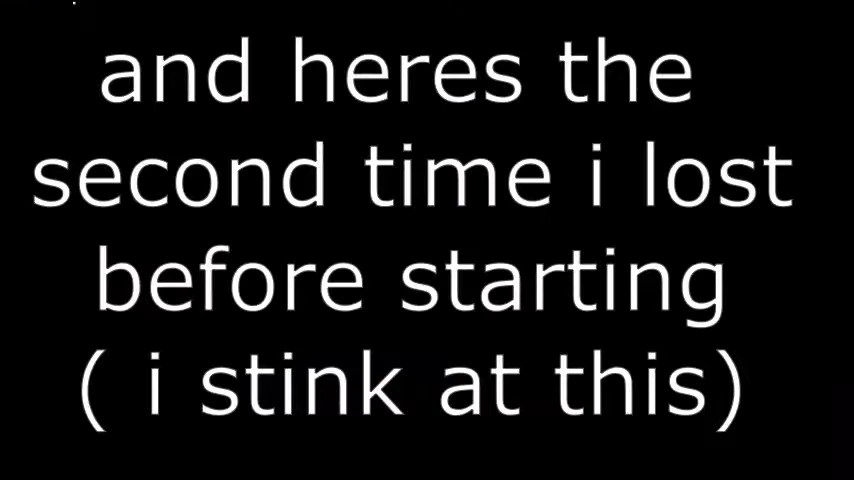 and heres the
second time i lost
before starting
( i stink at this)